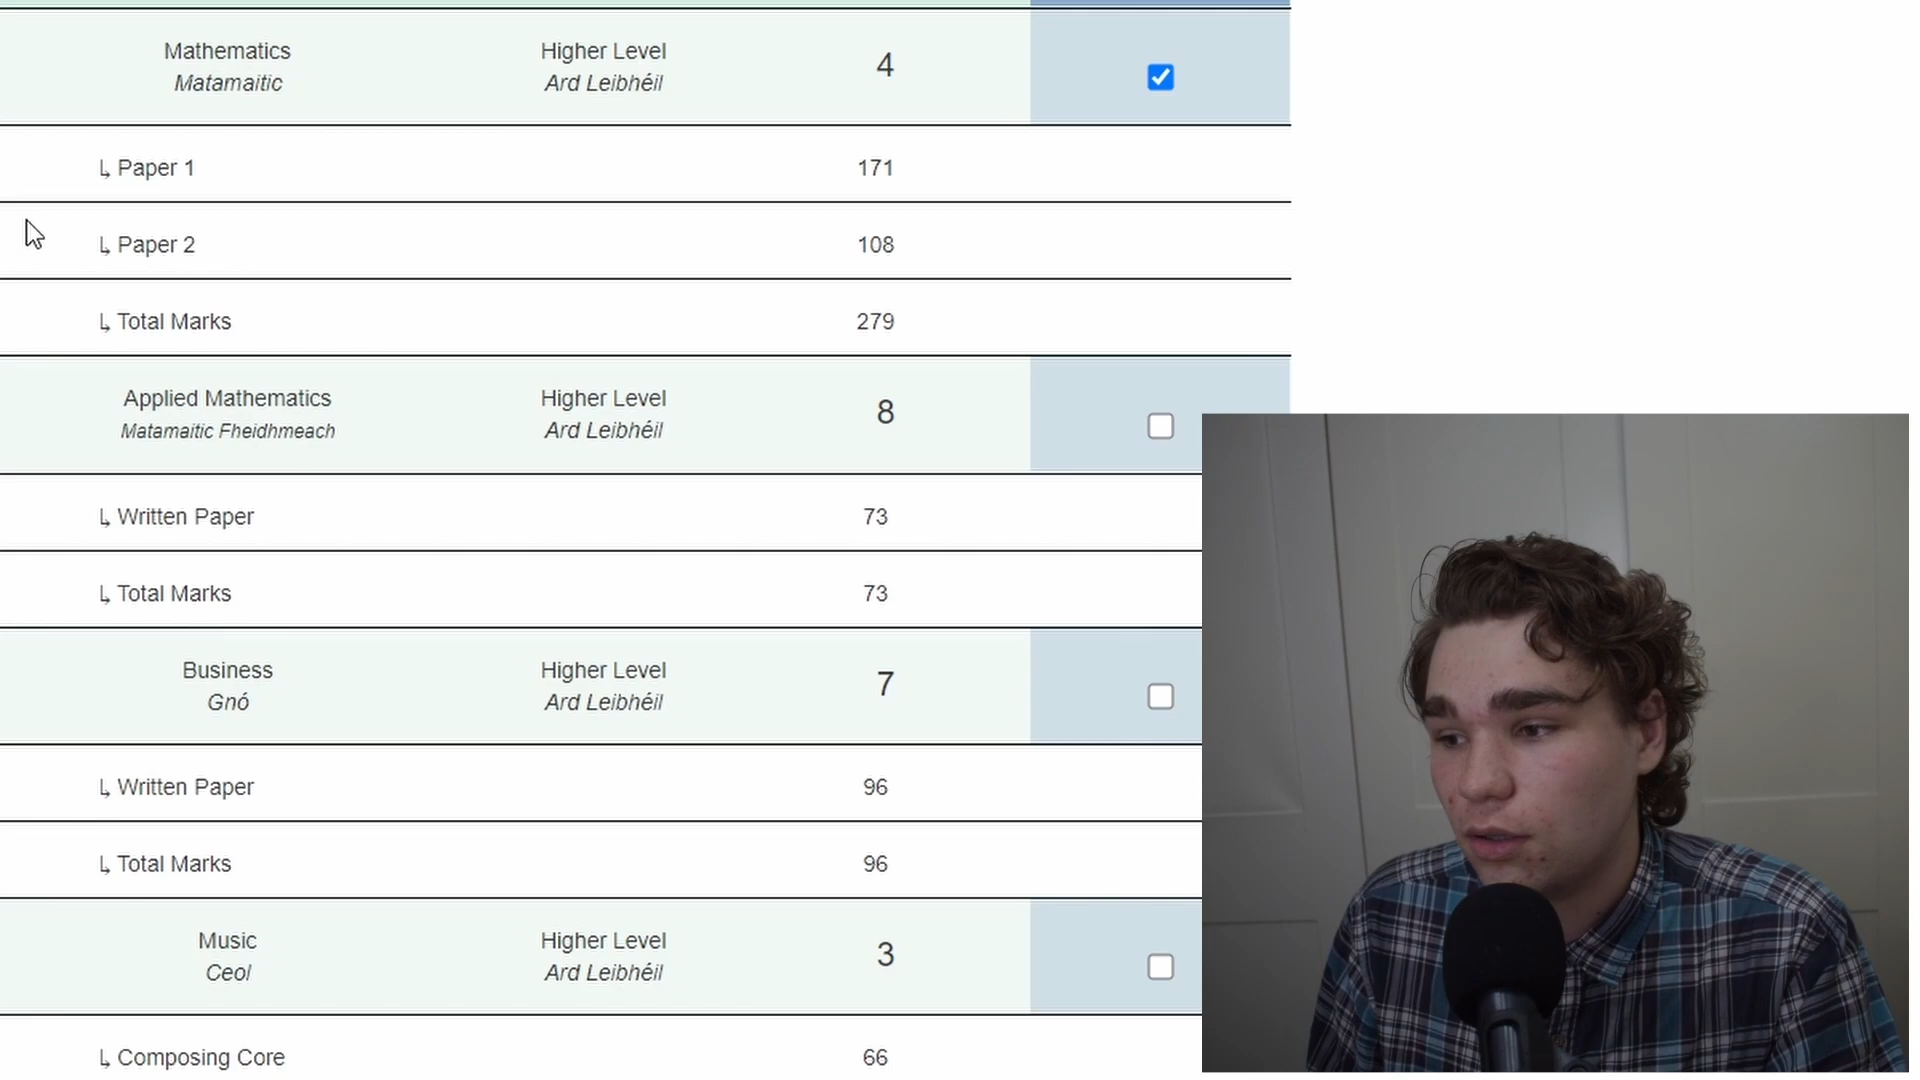 Mathematics Higher Level 4
Matamaitic Ard Leibhéil
↳ Paper 1 171
↳ Paper 2 108
↳ Total Marks 279
Applied Mathematics Higher Level 8
Matamaitic Fheidhmeach Ard Leibhéil
↳ Written Paper 73
↳ Total Marks 73
Business Higher Level 7
Gnó Ard Leibhéil
↳ Written Paper 96
↳ Total Marks 96
Music Higher Level 3
Ceol Ard Leibhéil
↳ Composing Core 66